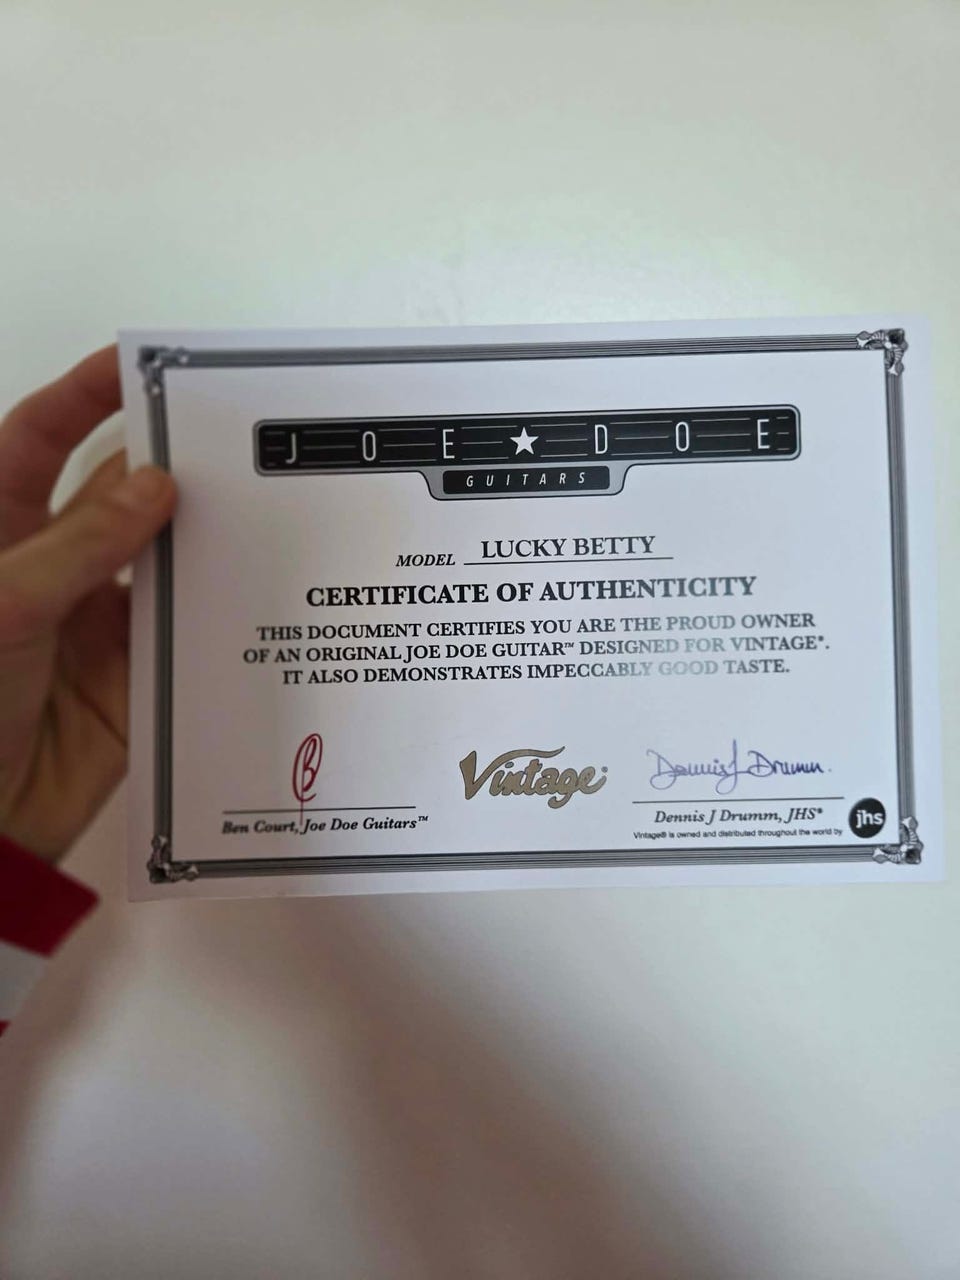 JOE★DOE
GUITARS
MODEL LUCKY BETTY
CERTIFICATE OF AUTHENTICITY
THIS DOCUMENT CERTIFIES YOU ARE THE PROUD OWNER
OF AN ORIGINAL JOE DOE GUITAR™ DESIGNED FOR VINTAGE®.
IT ALSO DEMONSTRATES IMPECCABLY GOOD TASTE.
B
Vintage®
Dennis J Drumm.
Ben Court, Joe Doe Guitars™
Dennis J Drumm, JHS®
Vintage® is owned and distributed throughout the world by
jhs